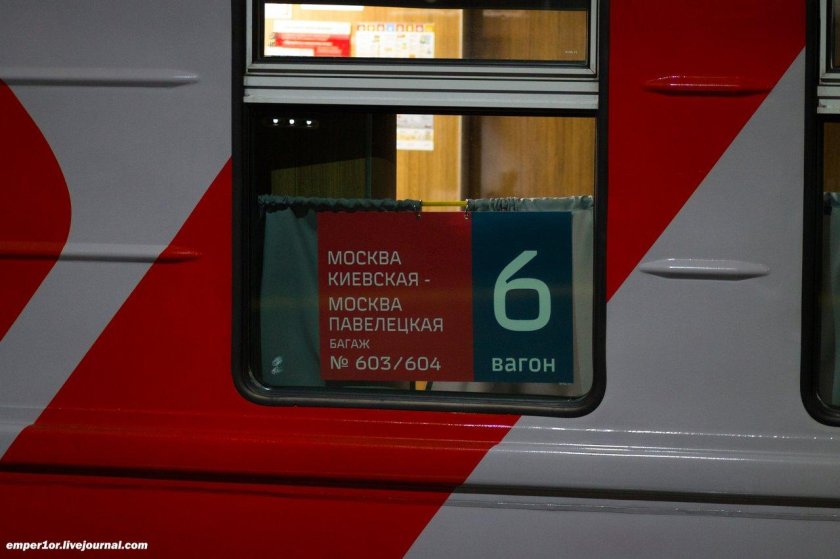 МОСКВА
КИЕВСКАЯ -
МОСКВА
ПАВЕЛЕЦКАЯ
БАГАЖ
№ 603/604
6
вагон
emper1or.livejournal.com